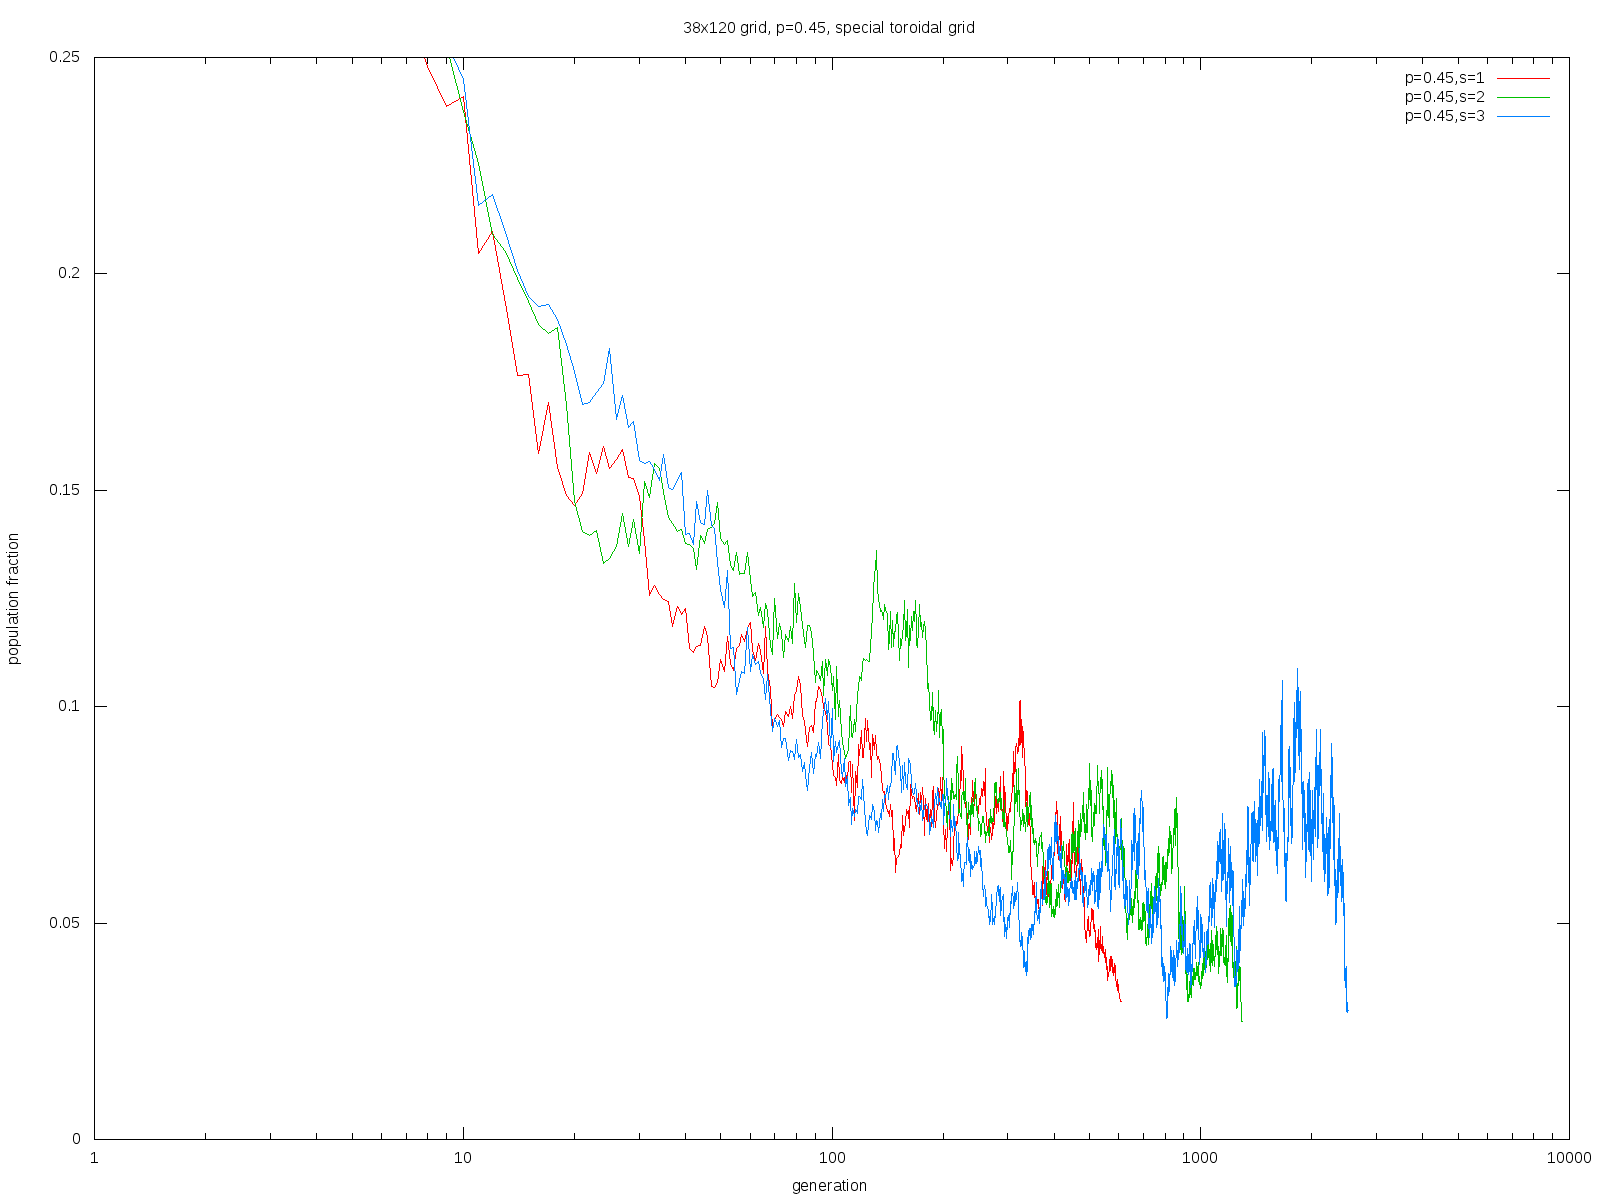 38x120 grid, p=0.45, special toroidal grid
p=0.45,s=1
p=0.45,s=2
p=0.45,s=3
0.25
0.2
0.15
0.1
0.05
0
population fraction
1 10 100 1000 10000
generation